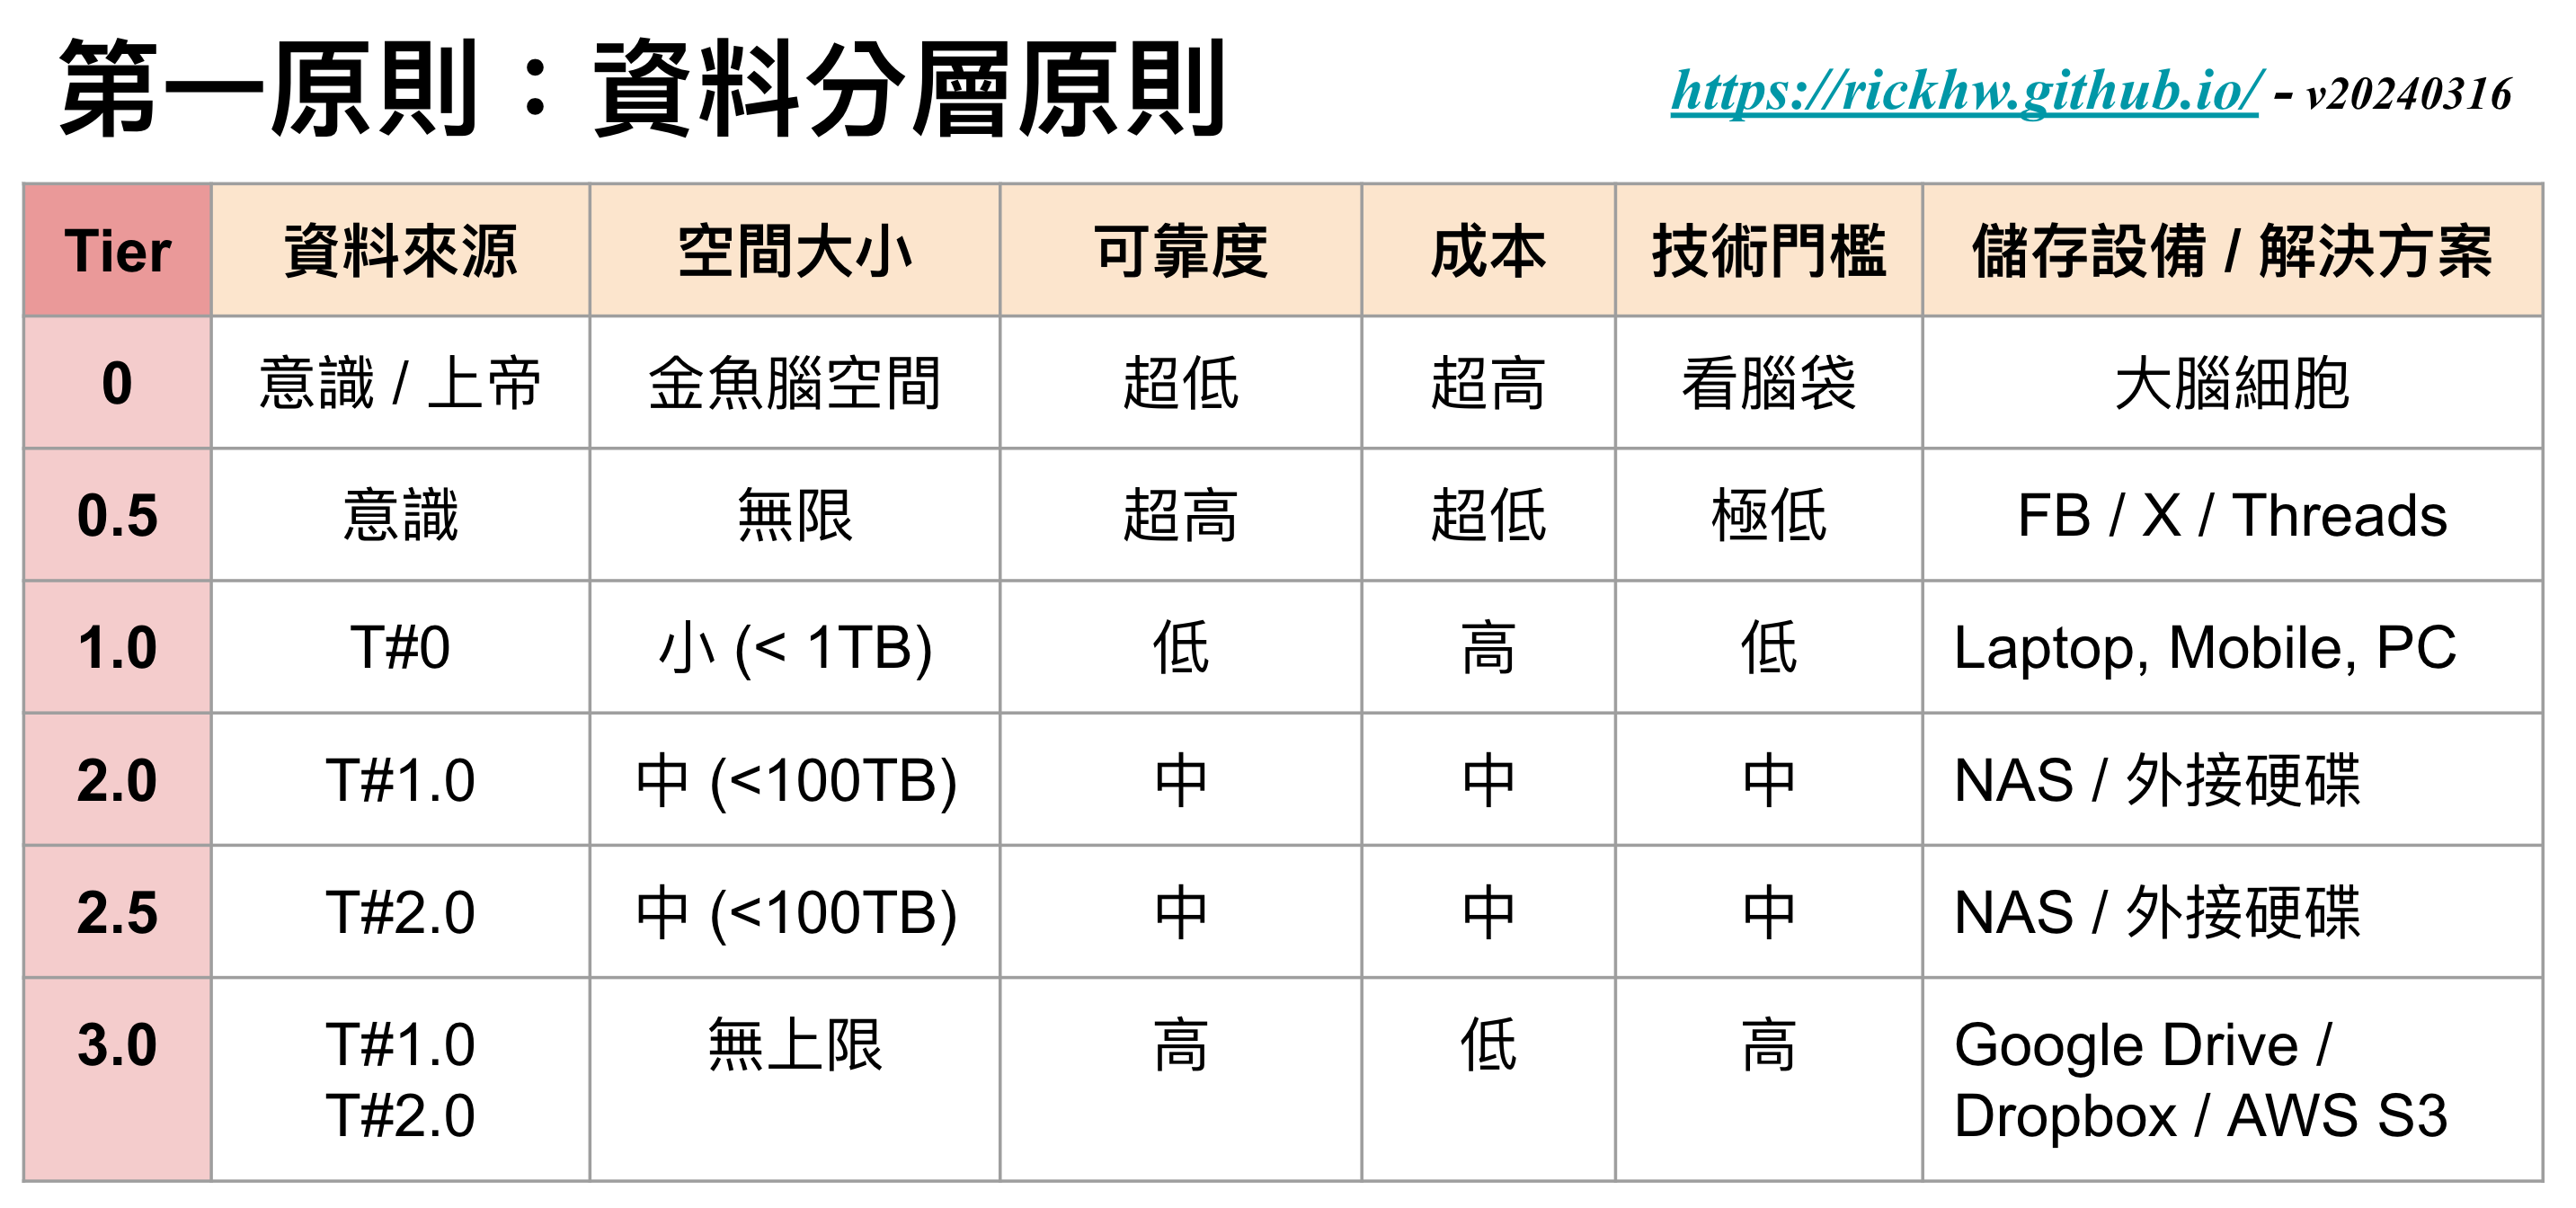 第一原則：資料分層原則
https://rickhw.github.io/ - v20240316
Tier 資料來源 空間大小 可靠度 成本 技術門檻 儲存設備 / 解決方案
0 意識 / 上帝 金魚腦空間 超低 超高 看腦袋 大腦細胞
0.5 意識 無限 超高 超低 極低 FB / X / Threads
1.0 T#0 小 (< 1TB) 低 高 低 Laptop, Mobile, PC
2.0 T#1.0 中 (<100TB) 中 中 中 NAS / 外接硬碟
2.5 T#2.0 中 (<100TB) 中 中 中 NAS / 外接硬碟
3.0 T#1.0 無上限 高 低 高 Google Drive /
T#2.0 Dropbox / AWS S3